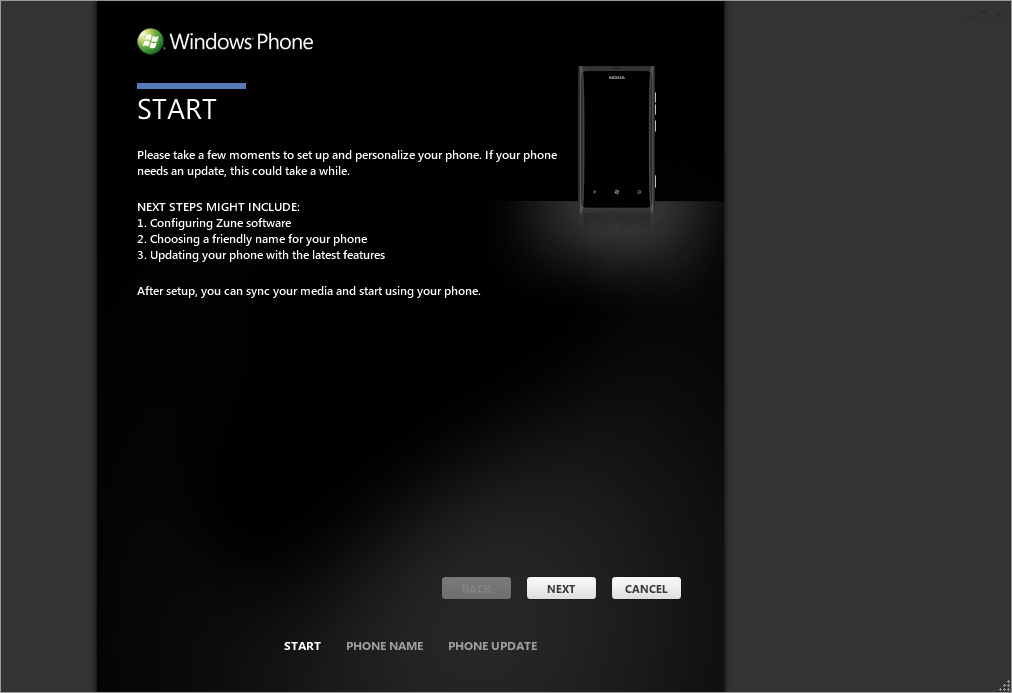 Windows Phone
NOKIA
START
Please take a few moments to set up and personalize your phone. If your phone
needs an update, this could take a while.
NEXT STEPS MIGHT INCLUDE:
1. Configuring Zune software
2. Choosing a friendly name for your phone
3. Updating your phone with the latest features
After setup, you can sync your media and start using your phone.
BACK NEXT CANCEL
START PHONE NAME PHONE UPDATE